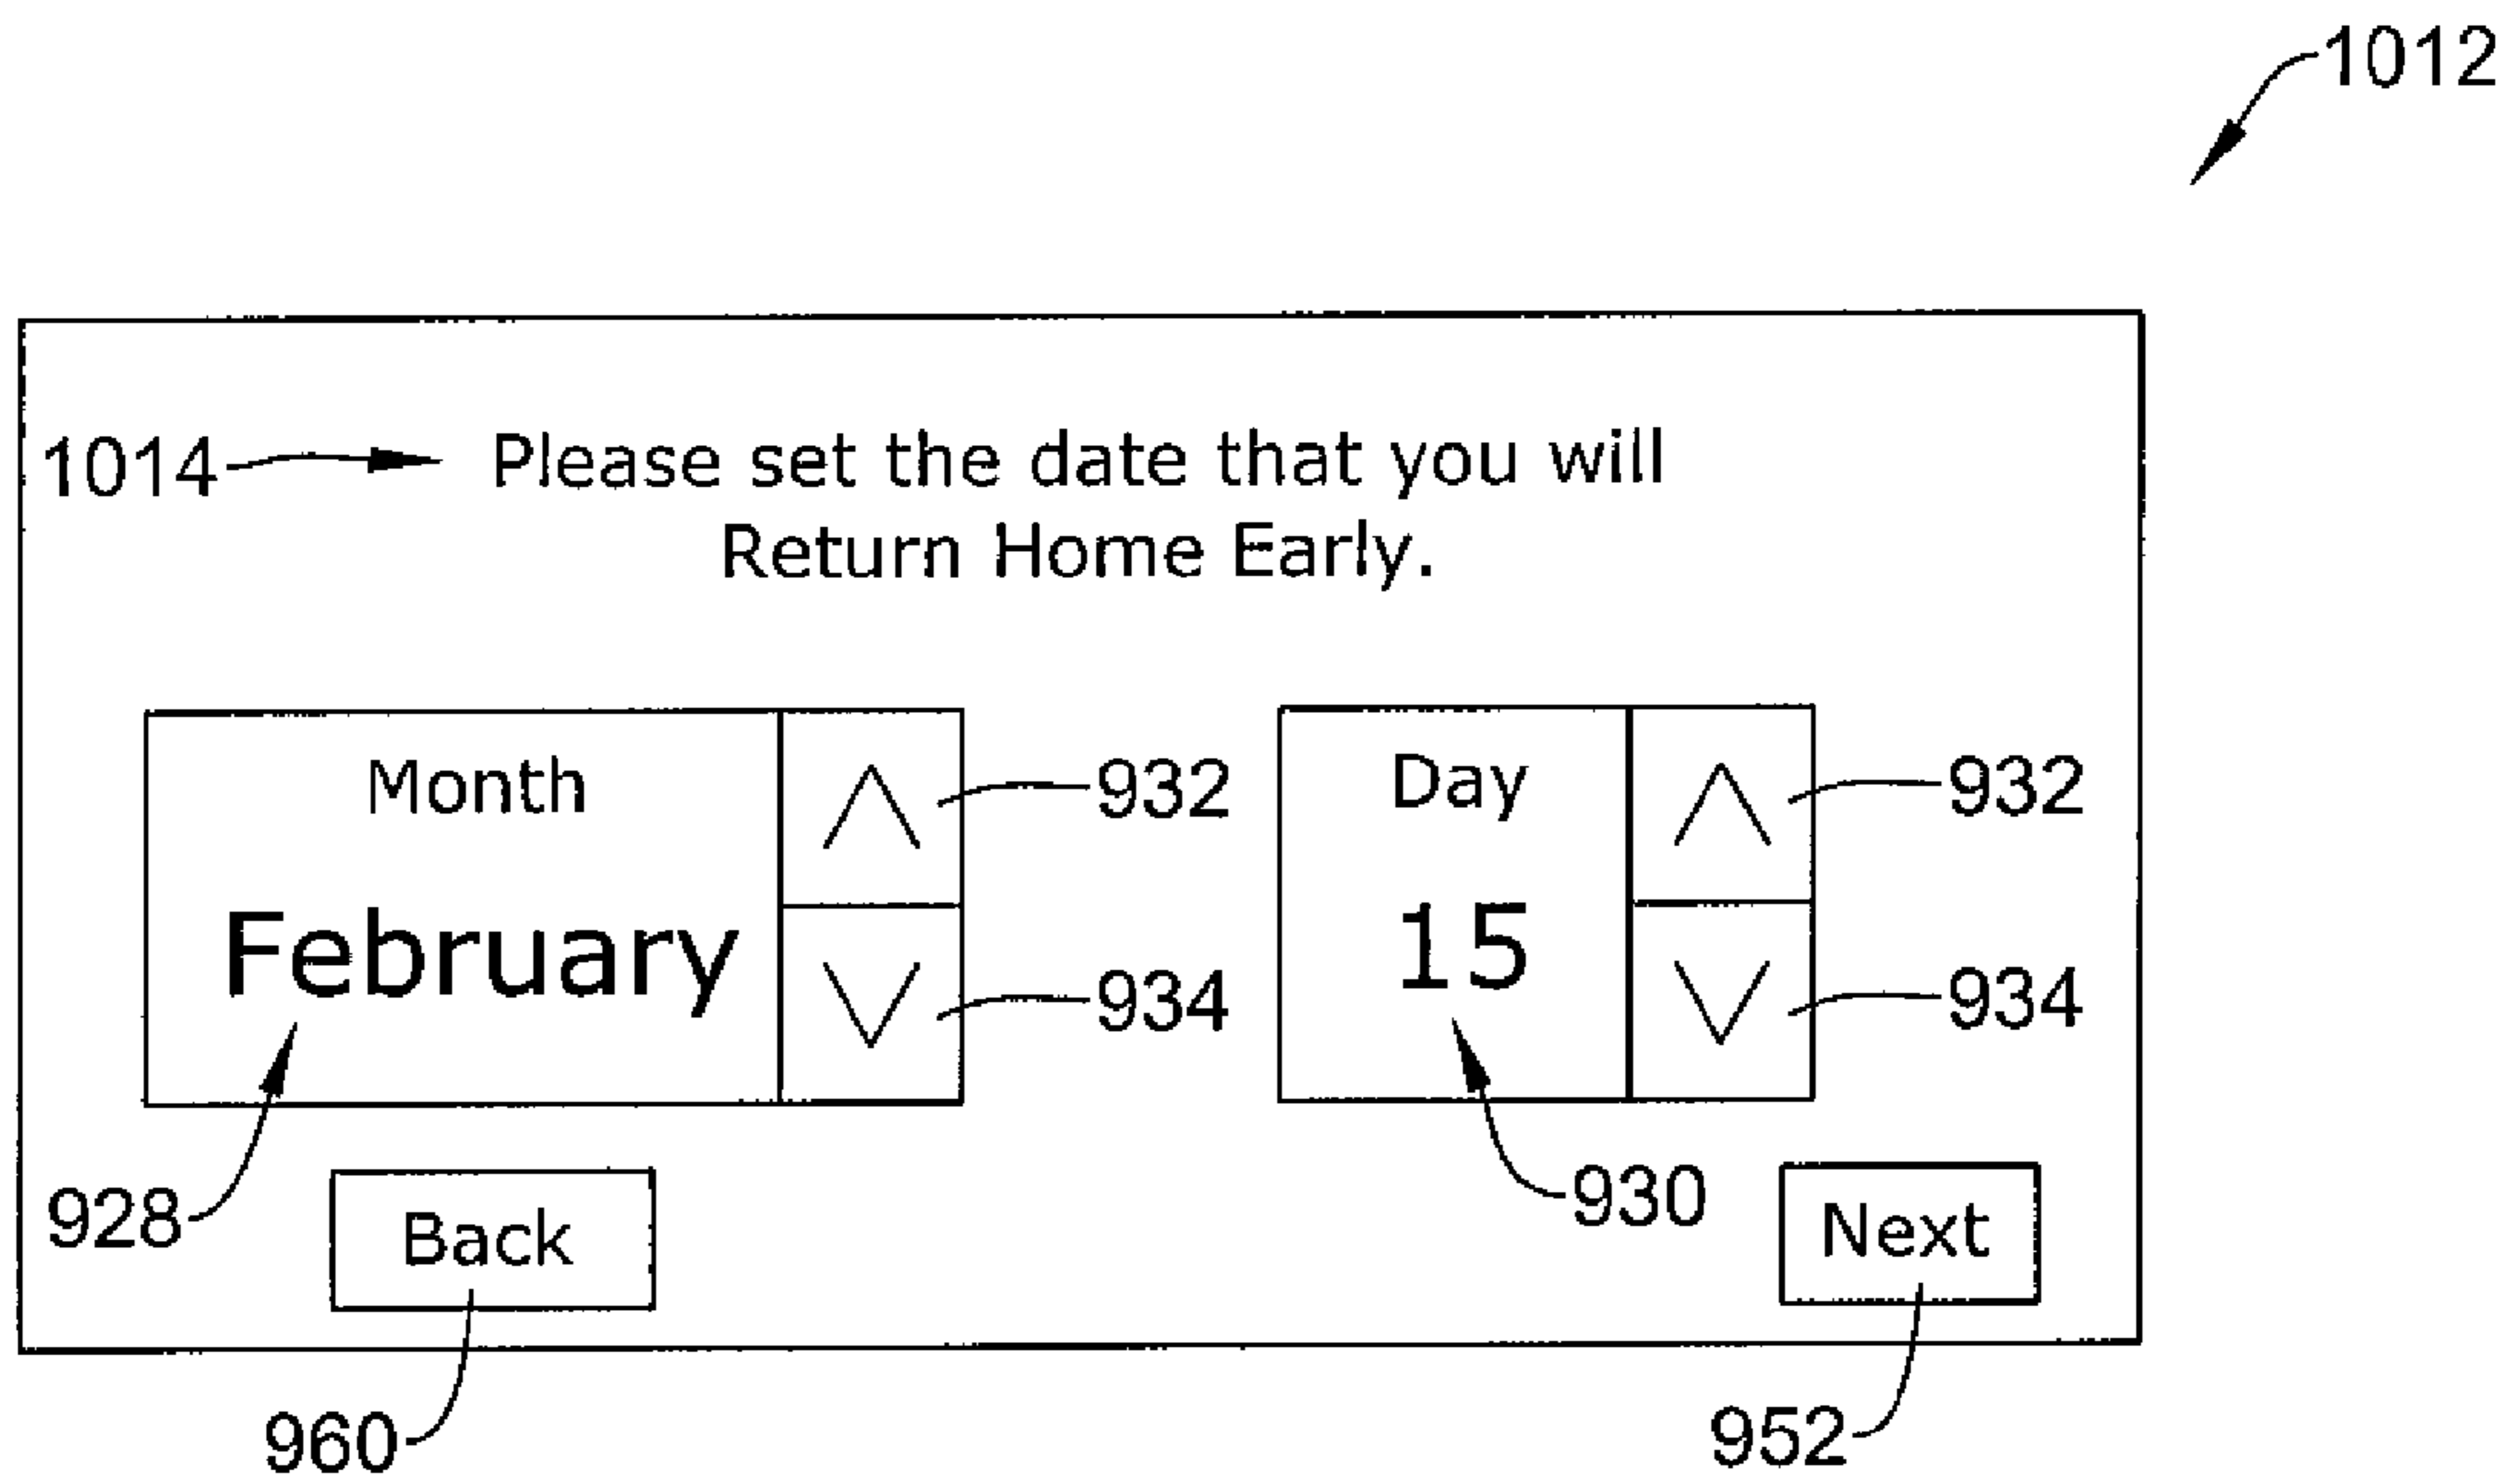 1012
1014 Please set the date that you will
Return Home Early.
Month 932 Day 932
February 934 15 934
928 Back 930 Next
960 952